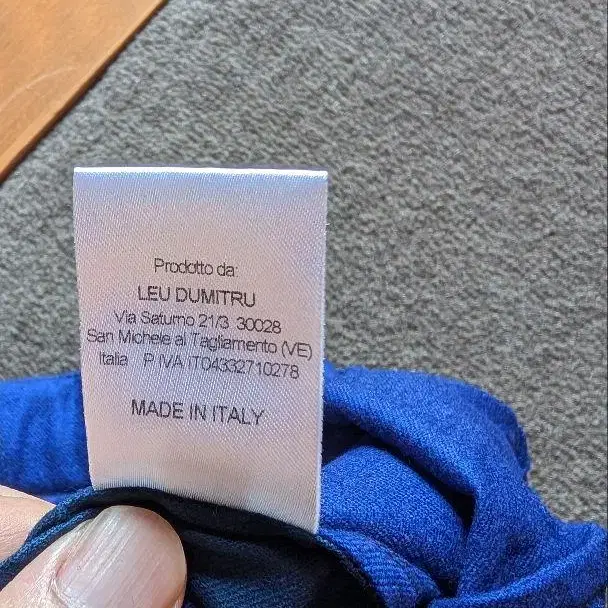 Prodotto da:
LEU DUMITRU
Via Saturno 21/3 30028
San Michele al Tagliamento (VE)
Italia P IVA IT04332710278
MADE IN ITALY